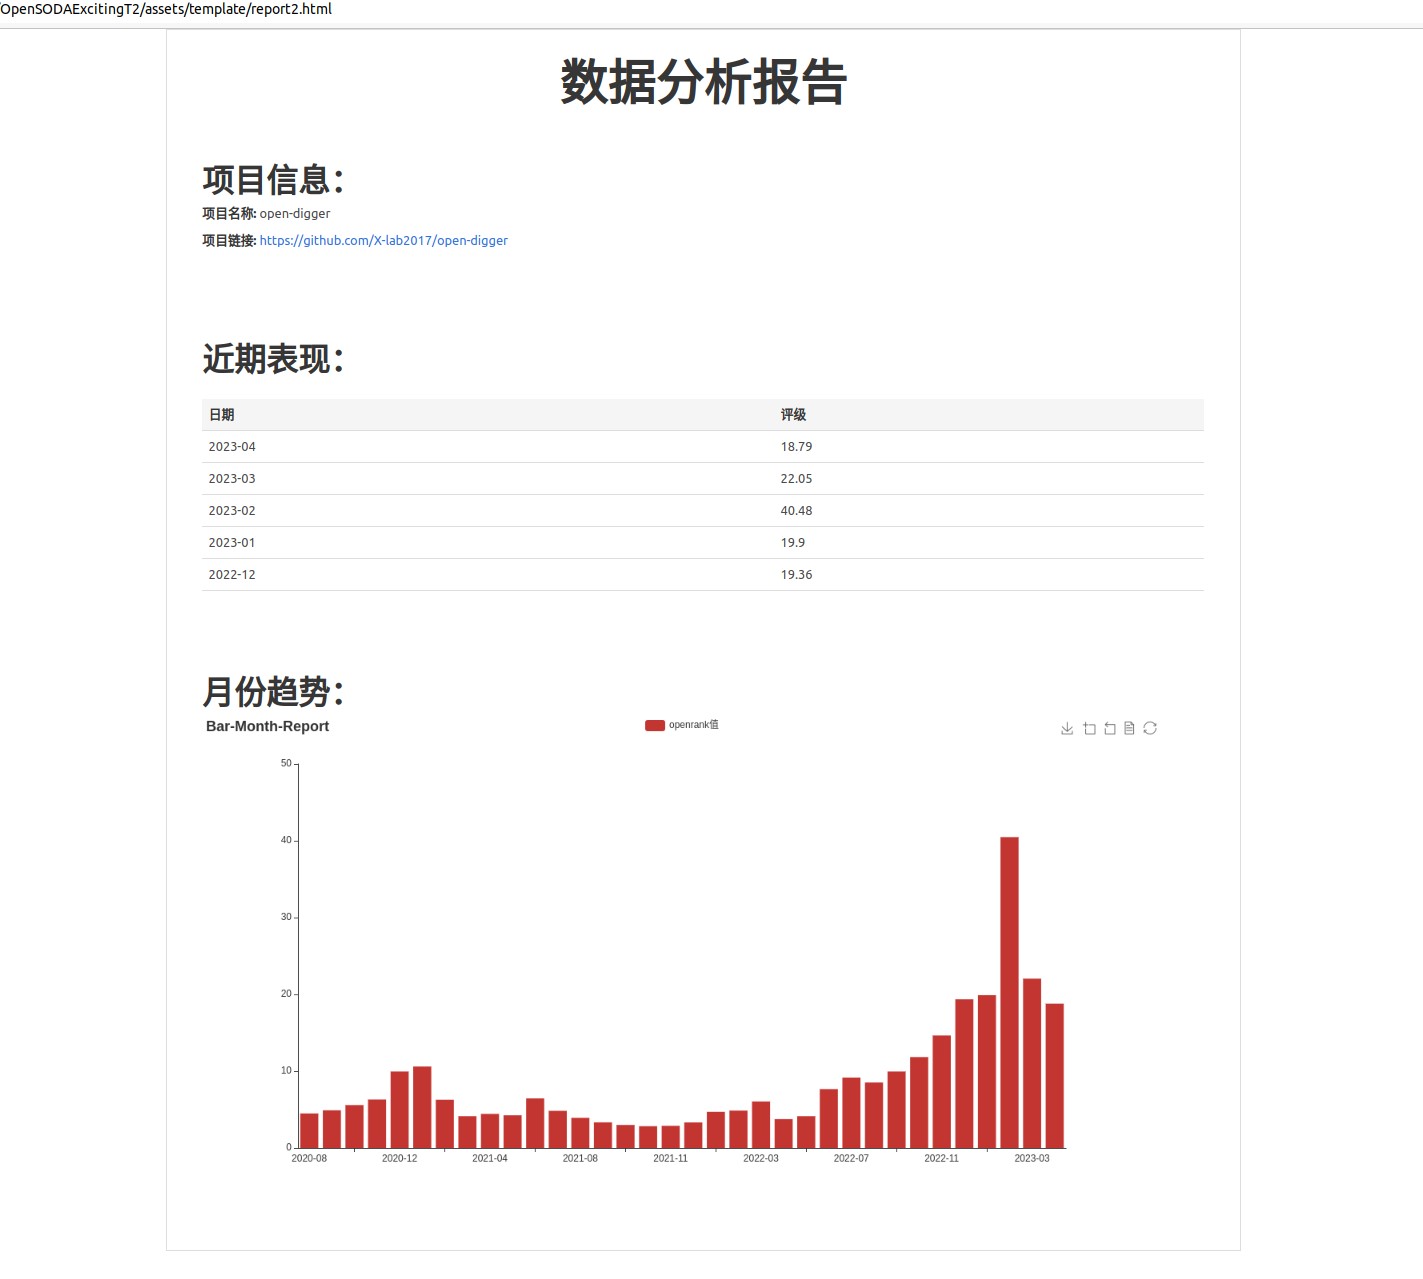 OpenSODAExcitingT2/assets/template/report2.html
数据分析报告
项目信息：
项目名称: open-digger
项目链接: https://github.com/X-lab2017/open-digger
近期表现：
日期 评级
2023-04 18.79
2023-03 22.05
2023-02 40.48
2023-01 19.9
2022-12 19.36
月份趋势：
Bar-Month-Report openrank值
50
40
30
20
10
0
2020-08 2020-12 2021-04 2021-08 2021-11 2022-03 2022-07 2022-11 2023-03